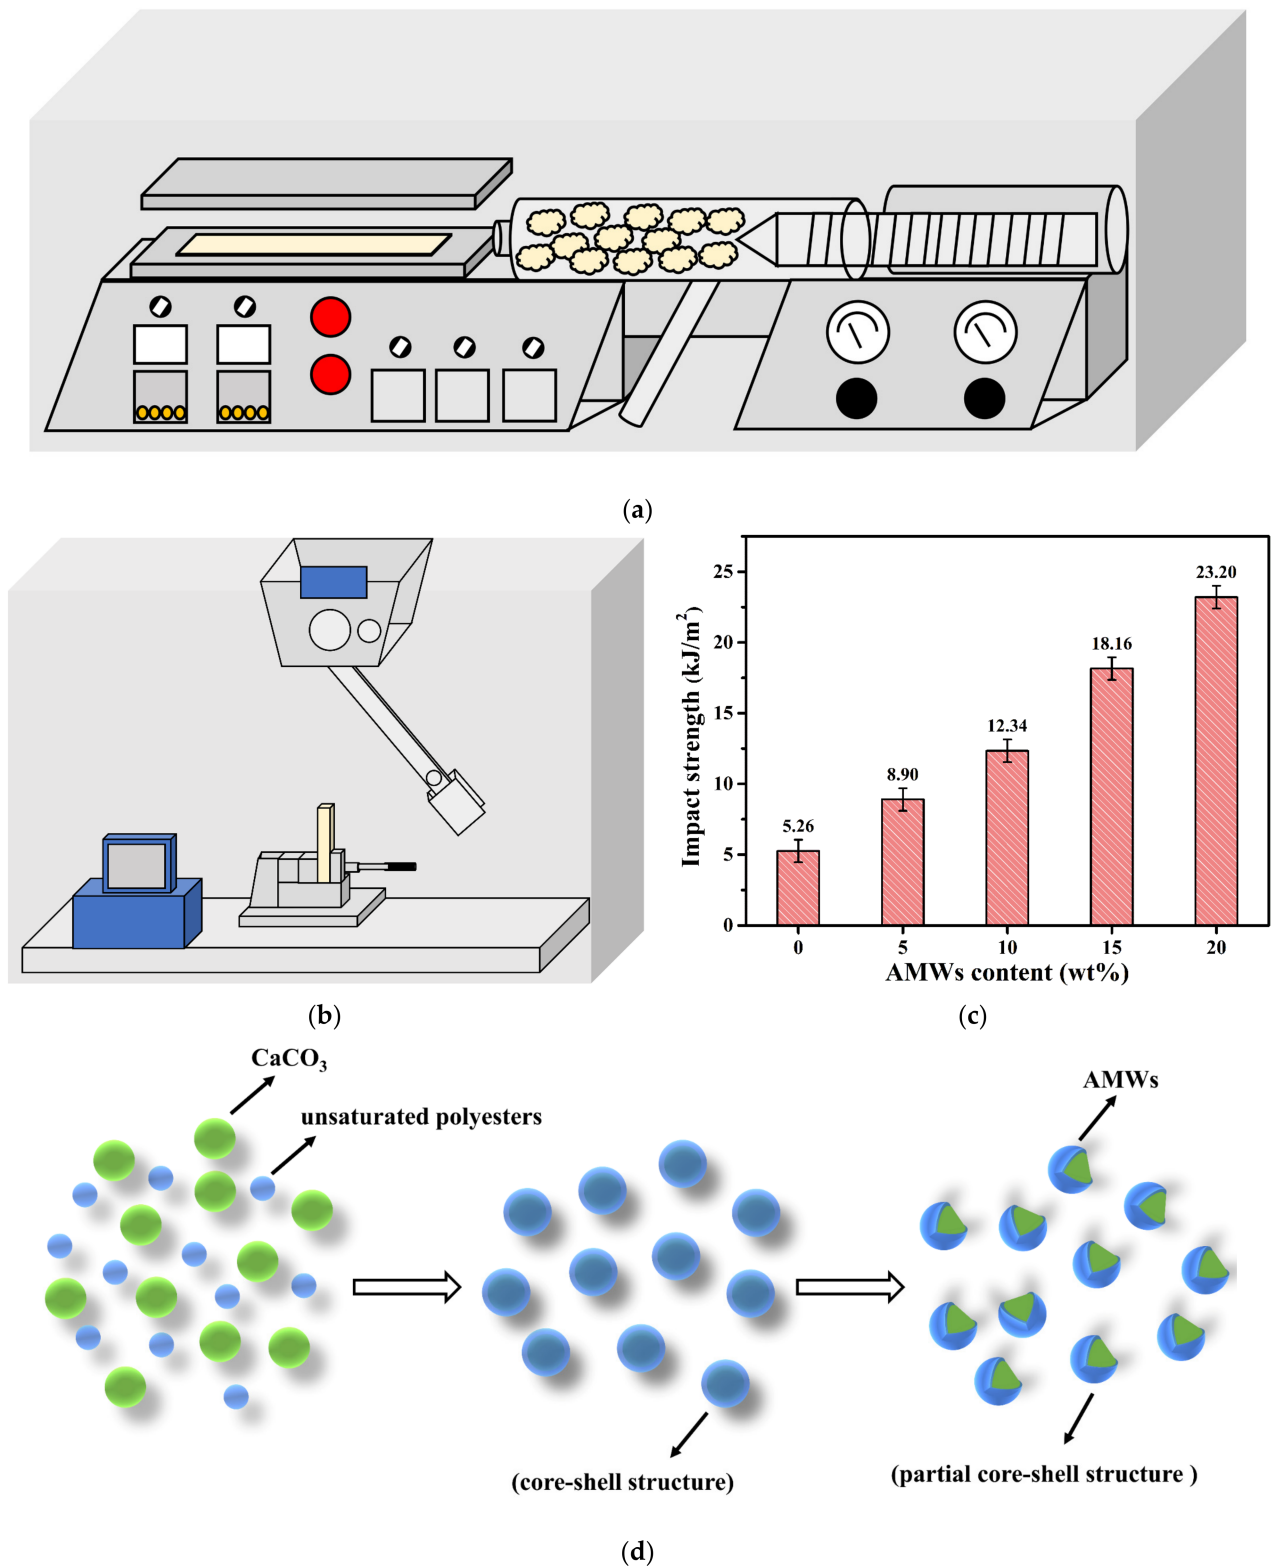 (a)
25
20
15
10
5
0
Impact strength (kJ/m²)
5.26
8.90
12.34
18.16
23.20
0 5 10 15 20
AMWs content (wt%)
(b)
(c)
CaCO₃
unsaturated polyesters
AMWs
(core-shell structure)
(partial core-shell structure )
(d)